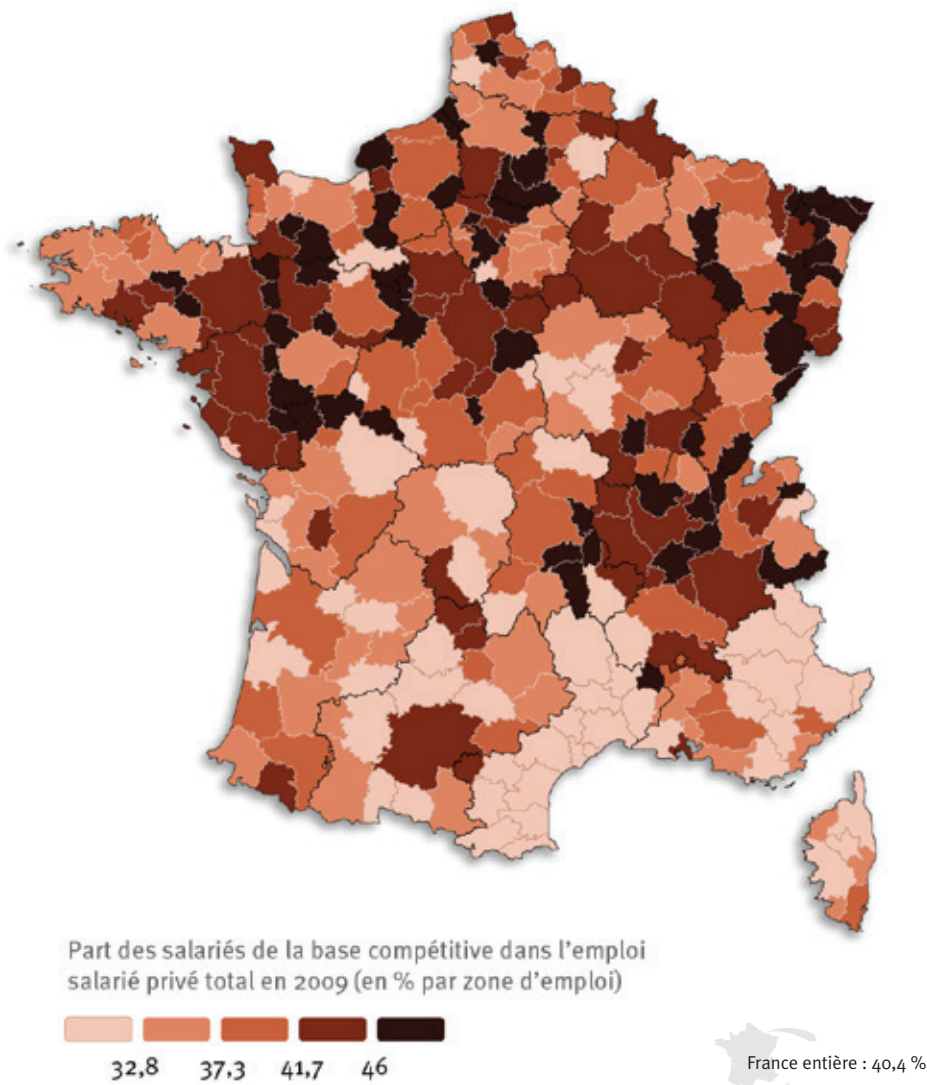 Part des salariés de la base compétitive dans l'emploi
salarié privé total en 2009 (en % par zone d'emploi)
32,8 37,3 41,7 46
France entière : 40,4 %